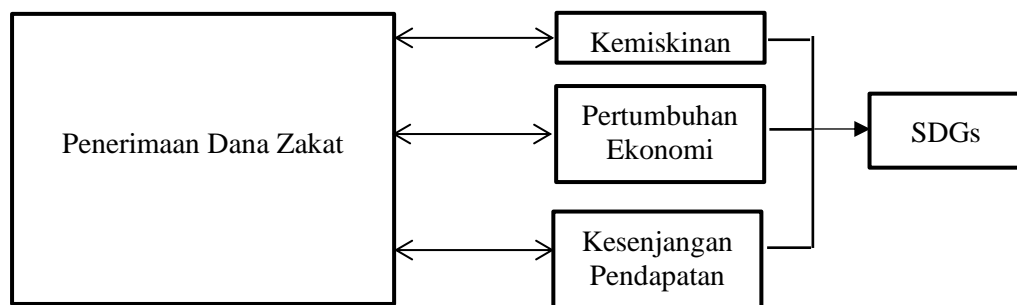 Penerimaan Dana Zakat
Kemiskinan
Pertumbuhan
Ekonomi
Kesenjangan
Pendapatan
SDGs